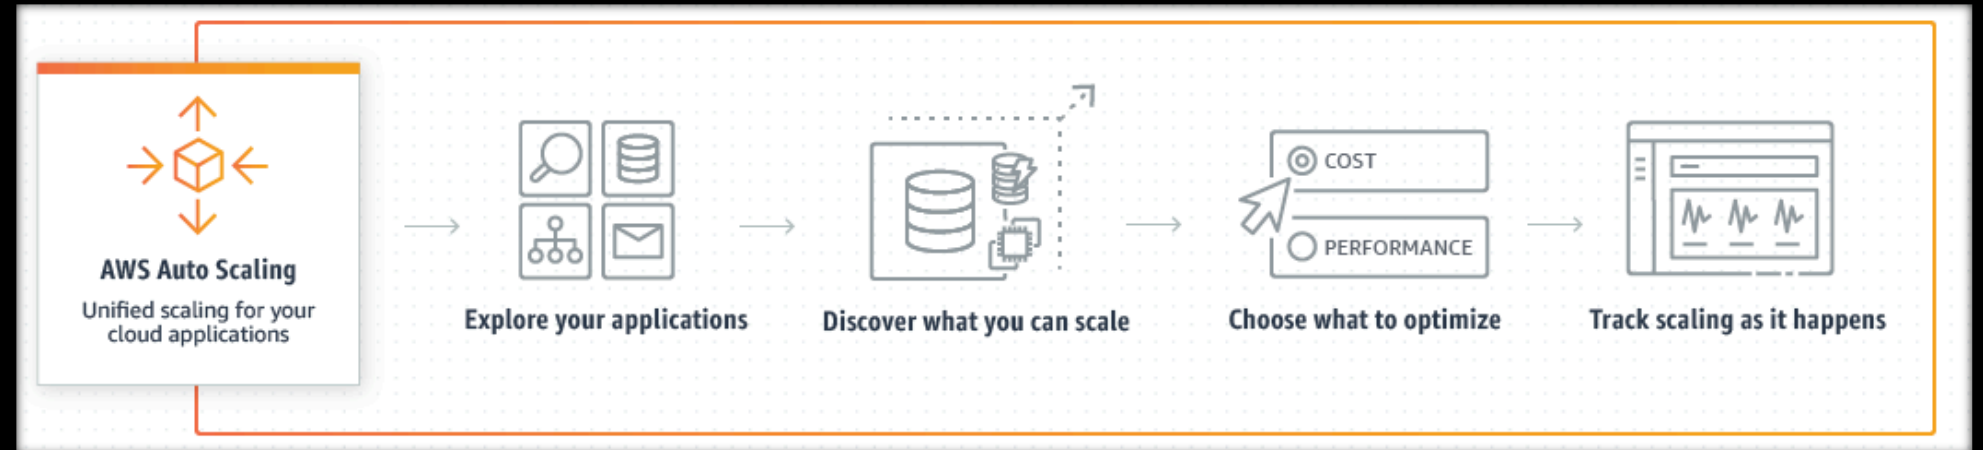 AWS Auto Scaling
Unified scaling for your
cloud applications
Explore your applications
Discover what you can scale
COST
PERFORMANCE
Choose what to optimize
Track scaling as it happens